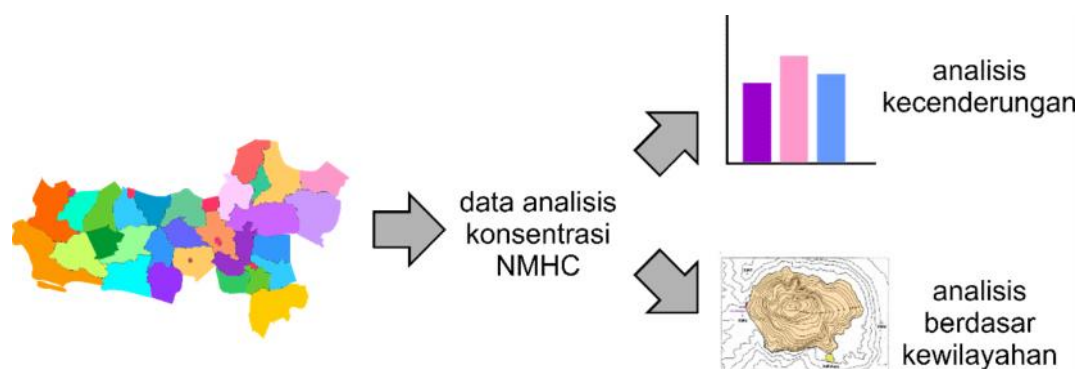 analisis
kecenderungan
data analisis
konsentrasi
NMHC
analisis
berdasar
kewilayahan